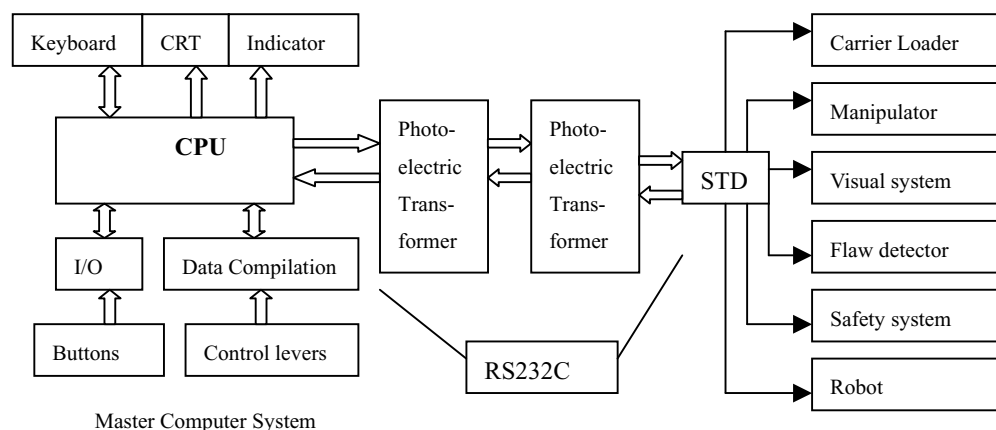 Keyboard
CRT
Indicator
CPU
I/O
Data Compilation
Buttons
Control levers
Master Computer System
Photo-
electric
Trans-
former
Photo-
electric
Trans-
former
RS232C
STD
Carrier Loader
Manipulator
Visual system
Flaw detector
Safety system
Robot